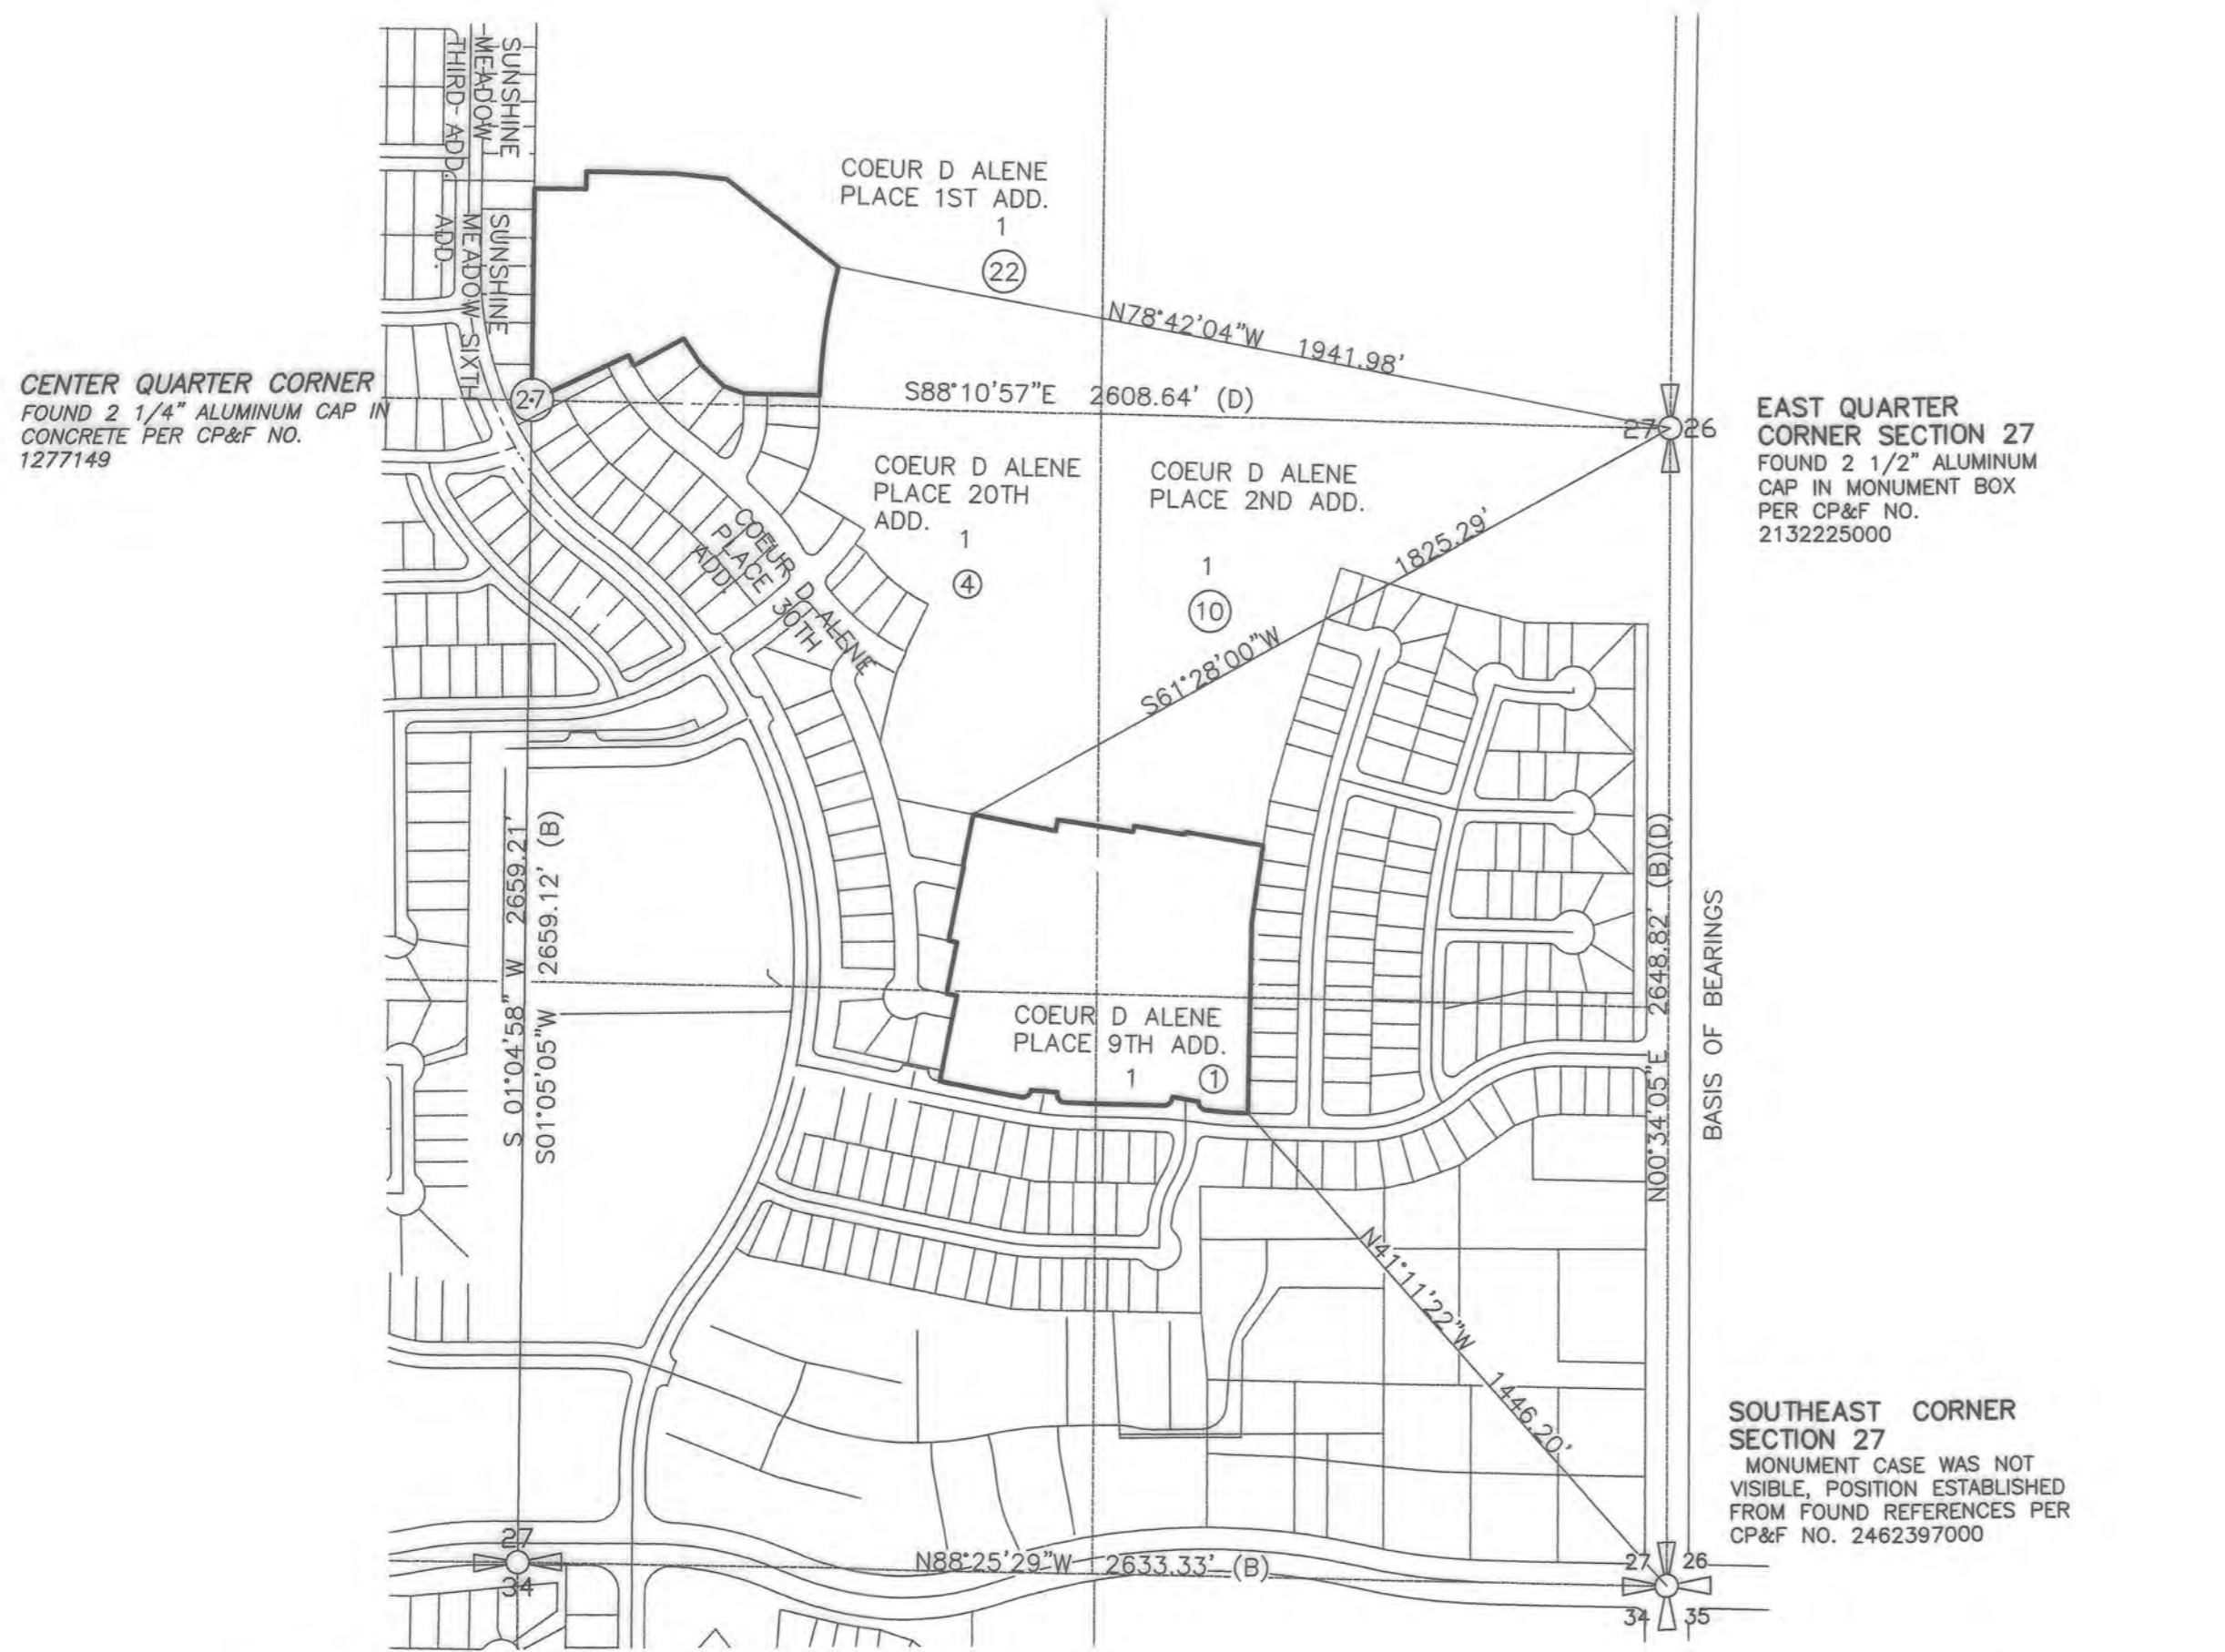 SUNSHINE
MEADOW
THIRD ADD.
SUNSHINE
MEADOW SIXTH
ADD.
COEUR D ALENE
PLACE 1ST ADD.
1
22
N78°42'04"W 1941.98'
S88°10'57"E 2608.64' (D)
CENTER QUARTER CORNER
FOUND 2 1/4" ALUMINUM CAP IN
CONCRETE PER CP&F NO.
1277149
27
27
26
EAST QUARTER
CORNER SECTION 27
FOUND 2 1/2" ALUMINUM
CAP IN MONUMENT BOX
PER CP&F NO.
2132225000
COEUR D ALENE
PLACE 20TH
ADD.
1
4
COEUR D ALENE
PLACE 2ND ADD.
1
10
COEUR D ALENE
PLACE 30TH
ADD.
S61°28'00"W 1825.29'
S 01°04'58" W 2659.21'
S01°05'05"W 2659.12' (B)
COEUR D ALENE
PLACE 9TH ADD.
1
1
N00°34'05"E 2648.82' (B)(D)
BASIS OF BEARINGS
N41°11'22"W 1446.20'
SOUTHEAST CORNER
SECTION 27
MONUMENT CASE WAS NOT
VISIBLE, POSITION ESTABLISHED
FROM FOUND REFERENCES PER
CP&F NO. 2462397000
27
34
N88°25'29"W 2633.33' (B)
27
26
34
35